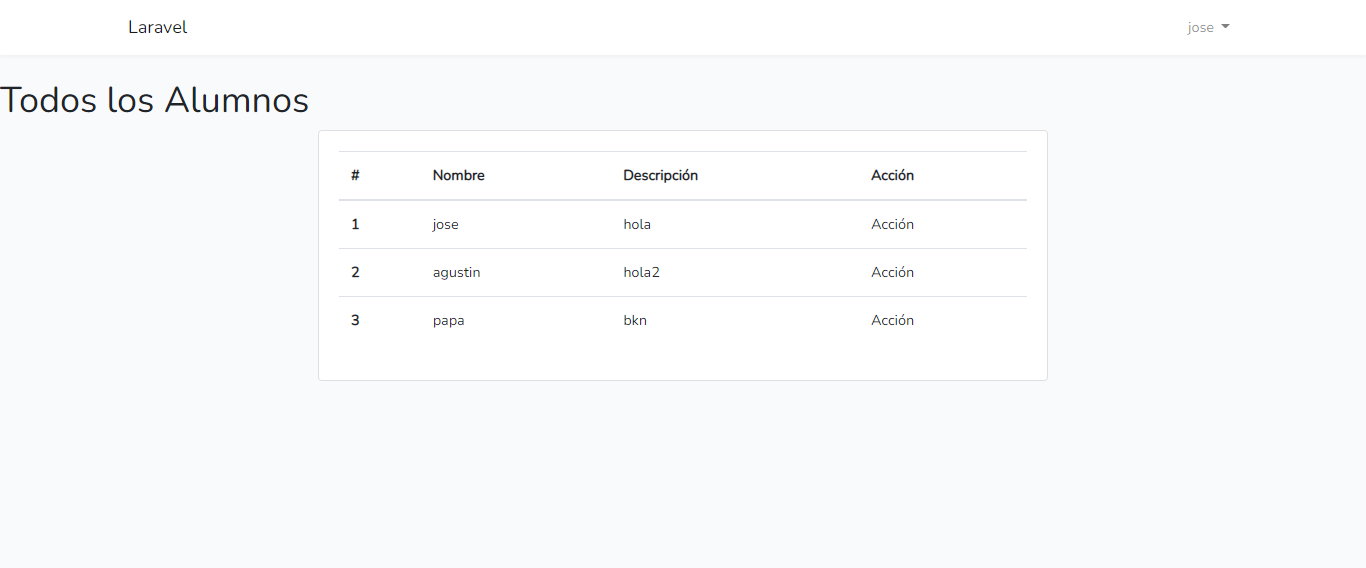 Laravel jose
Todos los Alumnos
# Nombre Descripción Acción
1 jose hola Acción
2 agustin hola2 Acción
3 papa bkn Acción